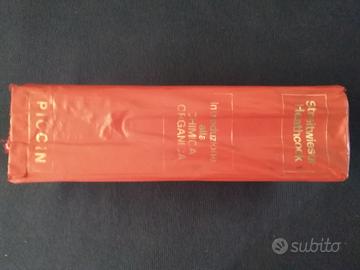 Streitwieser
Heathcock
Introduzione
alla
CHIMICA
ORGANICA
PICCIN
subito